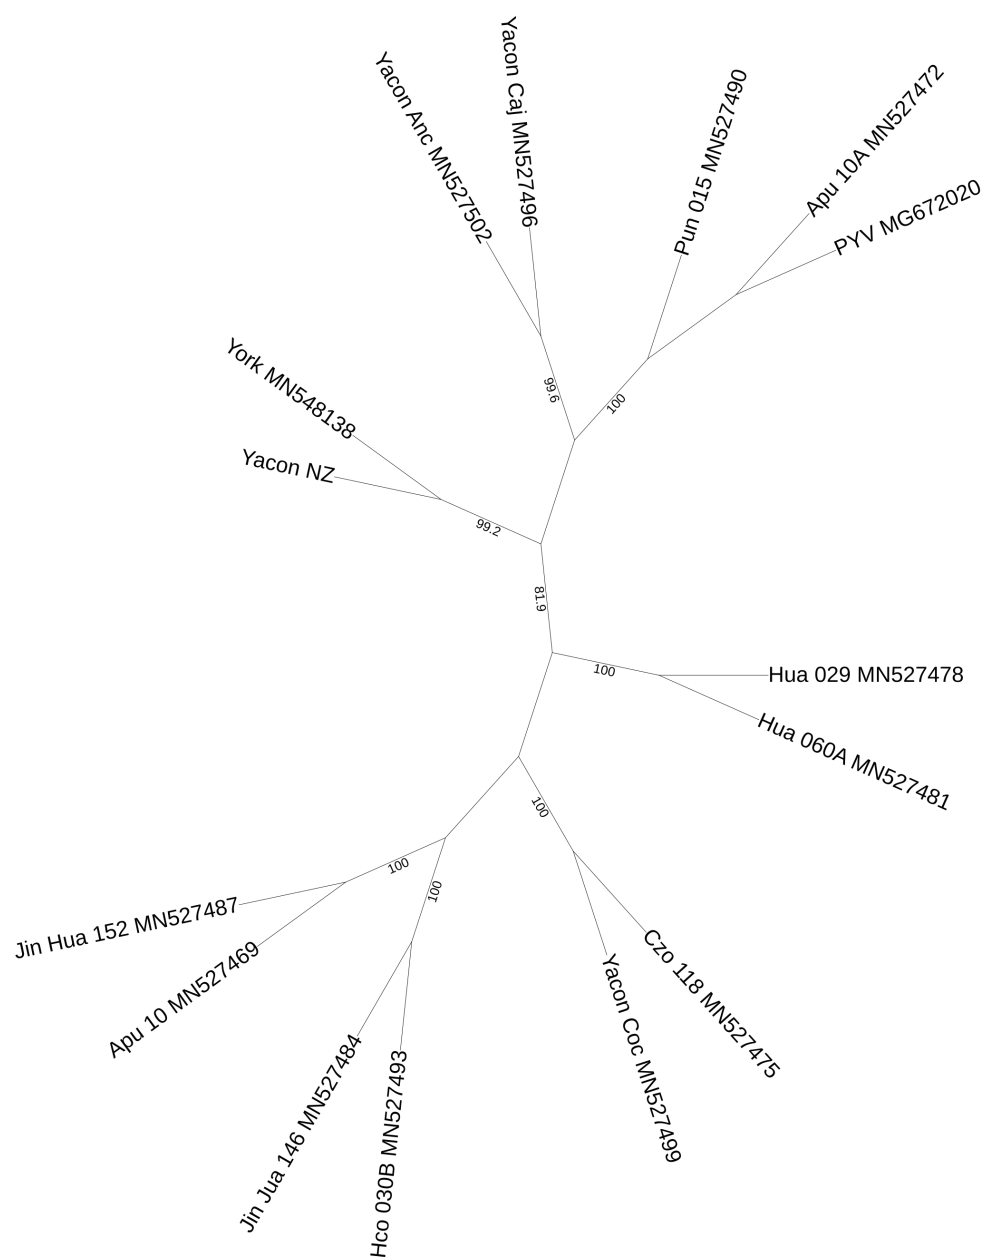 Yacon Caj MN527496
Yacon Anc MN527502
Pun 015 MN527490
Apu 10A MN527472
PYV MG672020
York MN548138
Yacon NZ
99.6
100
99.2
81.9
100
Hua 029 MN527478
Hua 060A MN527481
100
100
100
Jin Hua 152 MN527487
Apu 10 MN527469
Jin Jua 146 MN527484
Hco 030B MN527493
Yacon Coc MN527499
Czo 118 MN527475